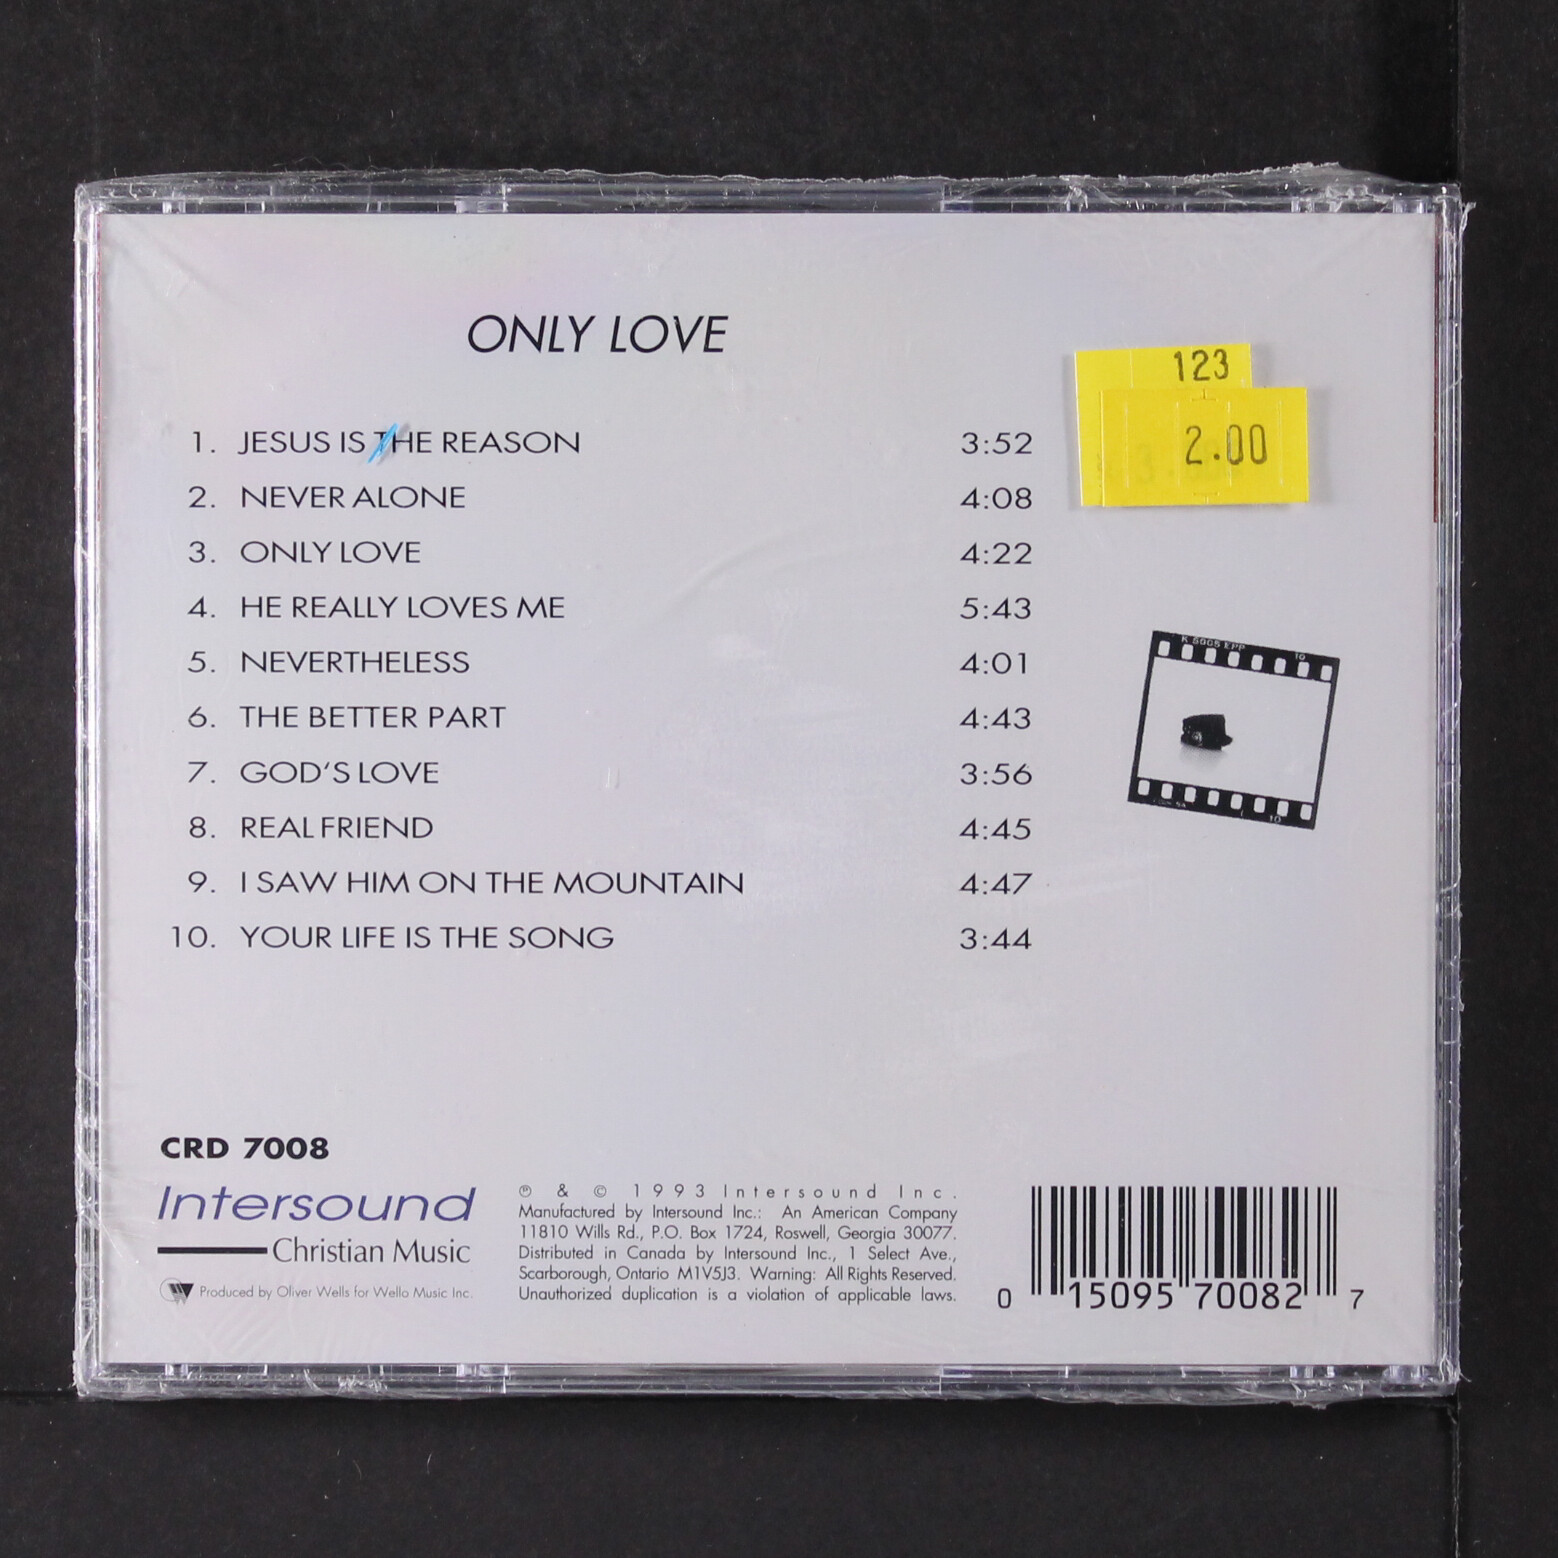 ONLY LOVE
123
2.00
1. JESUS IS THE REASON 3:52
2. NEVER ALONE 4:08
3. ONLY LOVE 4:22
4. HE REALLY LOVES ME 5:43
5. NEVERTHELESS 4:01
6. THE BETTER PART 4:43
7. GOD'S LOVE 3:56
8. REAL FRIEND 4:45
9. I SAW HIM ON THE MOUNTAIN 4:47
10. YOUR LIFE IS THE SONG 3:44
K 5005 EPP 10
10
CRD 7008
Intersound
Christian Music
Produced by Oliver Wells for Wello Music Inc.
℗ & © 1993 Intersound Inc.
Manufactured by Intersound Inc.: An American Company
11810 Wills Rd., P.O. Box 1724, Roswell, Georgia 30077.
Distributed in Canada by Intersound Inc., 1 Select Ave.,
Scarborough, Ontario M1V5J3. Warning: All Rights Reserved.
Unauthorized duplication is a violation of applicable laws.
0 15095 70082 7